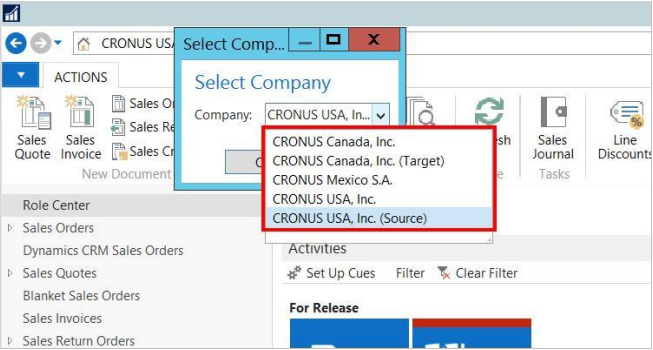 CRONUS USA
Select Comp...
ACTIONS
Select Company
Company: CRONUS USA, In...
Sales
Quote
Sales
Invoice
Sales
Sales
Sales
New Document
Sales
Journal
Line
Discounts
Tasks
CRONUS Canada, Inc.
CRONUS Canada, Inc. (Target)
CRONUS Mexico S.A.
CRONUS USA, Inc.
CRONUS USA, Inc. (Source)
Role Center
Sales Orders
Dynamics CRM Sales Orders
Sales Quotes
Blanket Sales Orders
Sales Invoices
Sales Return Orders
Activities
Set Up Cues Filter Clear Filter
For Release